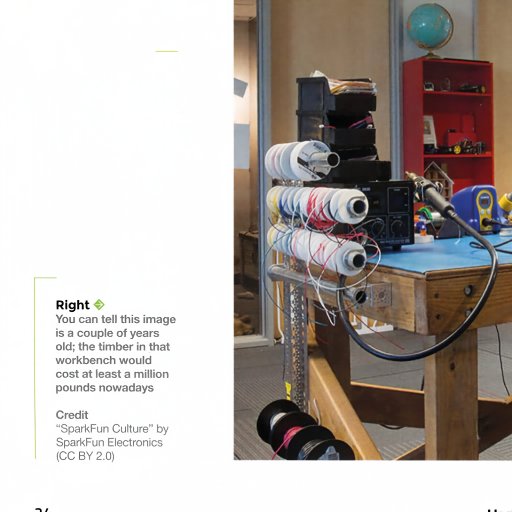 Right
You can tell this image
is a couple of years
old; the timber in that
workbench would
cost at least a million
pounds nowadays
Credit
“SparkFun Culture” by
SparkFun Electronics
(CC BY 2.0)